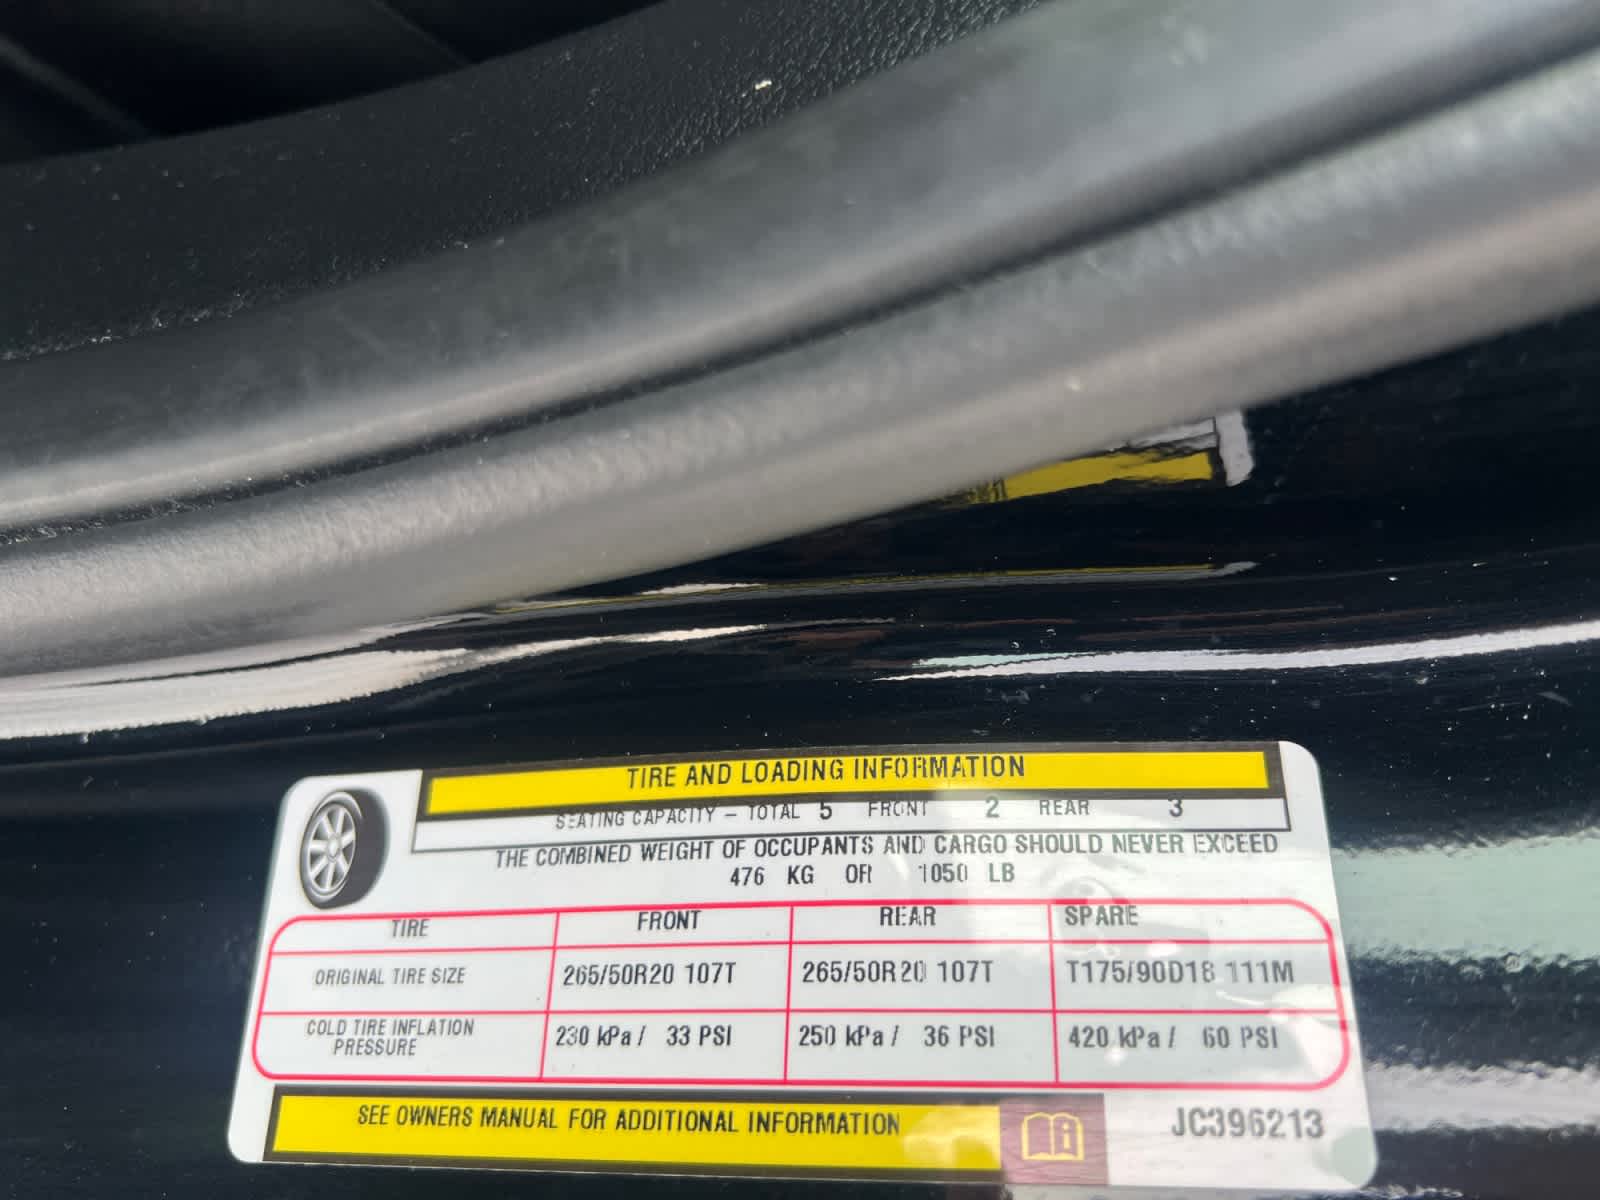 TIRE AND LOADING INFORMATION
SEATING CAPACITY – TOTAL 5 FRONT 2 REAR 3
THE COMBINED WEIGHT OF OCCUPANTS AND CARGO SHOULD NEVER EXCEED
476 KG OR 1050 LB
TIRE FRONT REAR SPARE
ORIGINAL TIRE SIZE 265/50R20 107T 265/50R20 107T T175/90D18 111M
COLD TIRE INFLATION
PRESSURE 230 kPa / 33 PSI 250 kPa / 36 PSI 420 kPa / 60 PSI
SEE OWNERS MANUAL FOR ADDITIONAL INFORMATION
JC396213